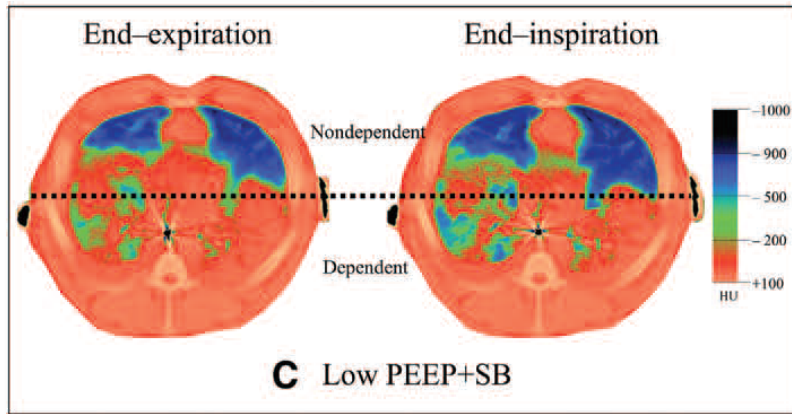 End–expiration
End–inspiration
Nondependent
Dependent
–1000
–900
–500
–200
+100
HU
C Low PEEP+SB